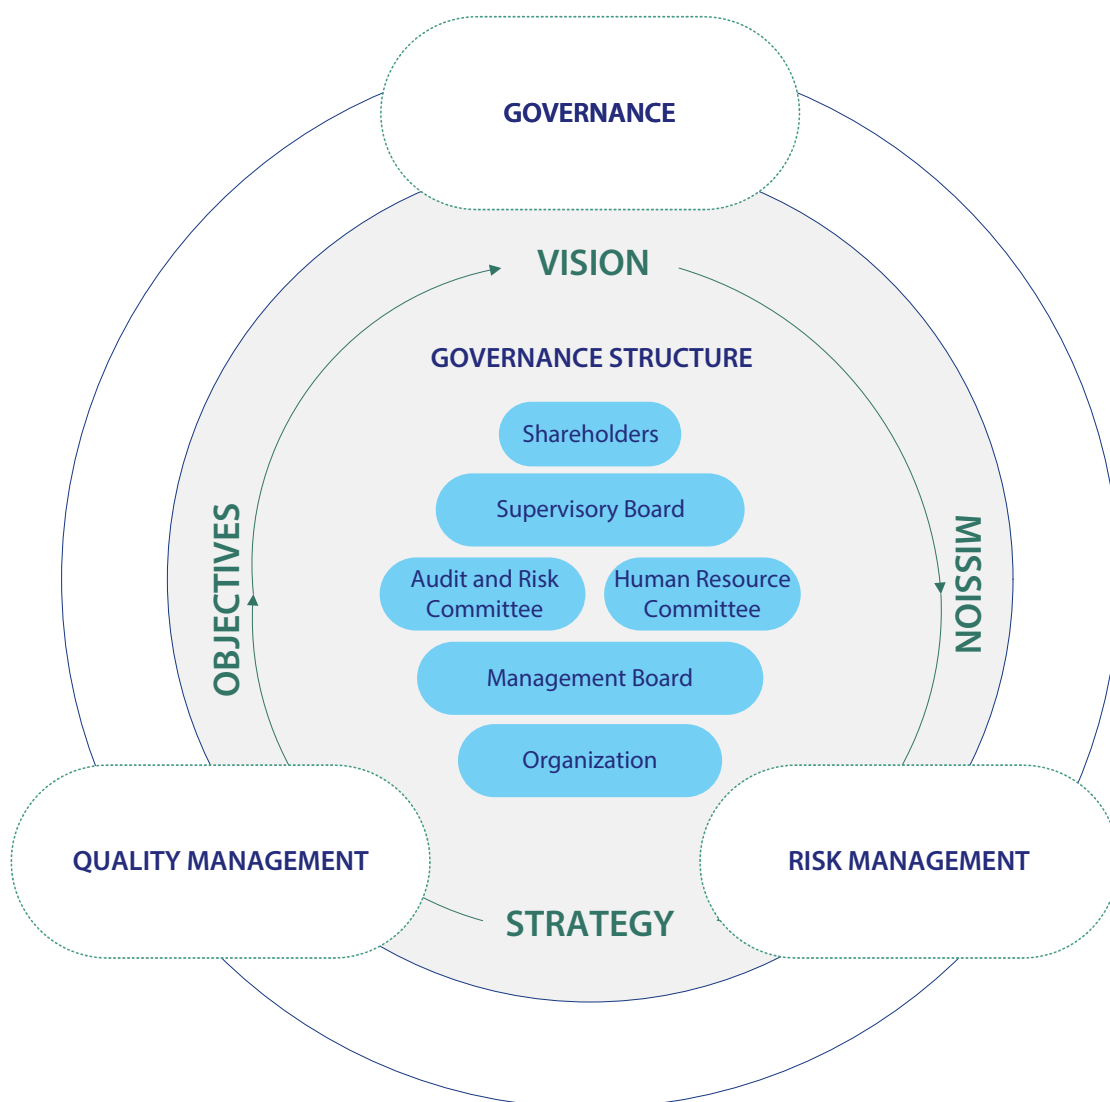 GOVERNANCE
VISION
GOVERNANCE STRUCTURE
Shareholders
Supervisory Board
Audit and Risk
Committee
Human Resource
Committee
Management Board
Organization
OBJECTIVES
MISSION
QUALITY MANAGEMENT
RISK MANAGEMENT
STRATEGY